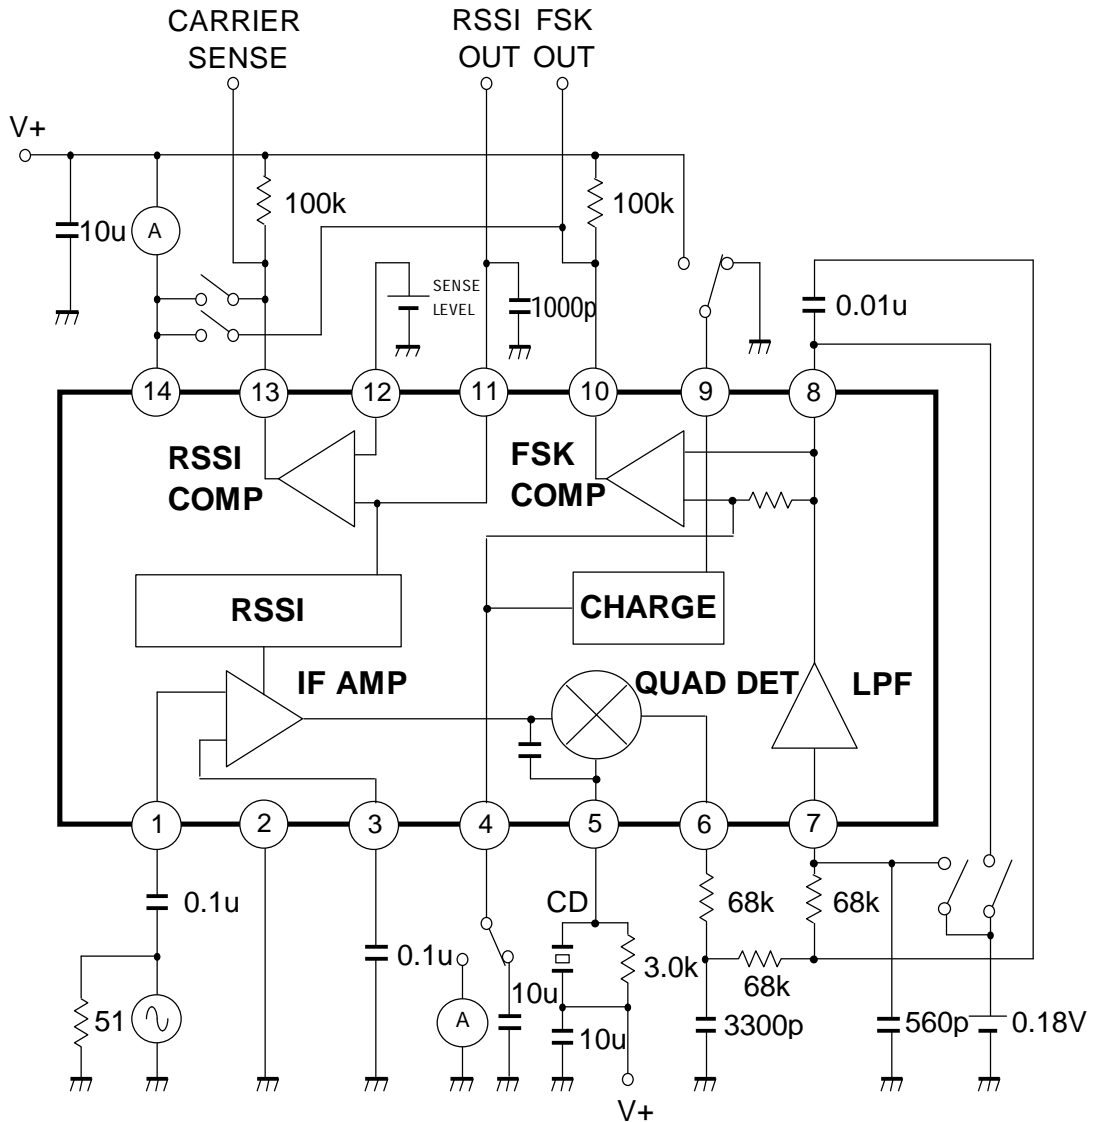 CARRIER
SENSE
RSSI FSK
OUT OUT
V+
10u
A
100k
100k
SENSE
LEVEL
1000p
0.01u
14
13
12
11
10
9
8
RSSI
COMP
FSK
COMP
RSSI
CHARGE
IF AMP
QUAD DET
LPF
1
2
3
4
5
6
7
0.1u
51
0.1u
A
10u
CD
3.0k
10u
V+
68k
68k
68k
3300p
560p
0.18V